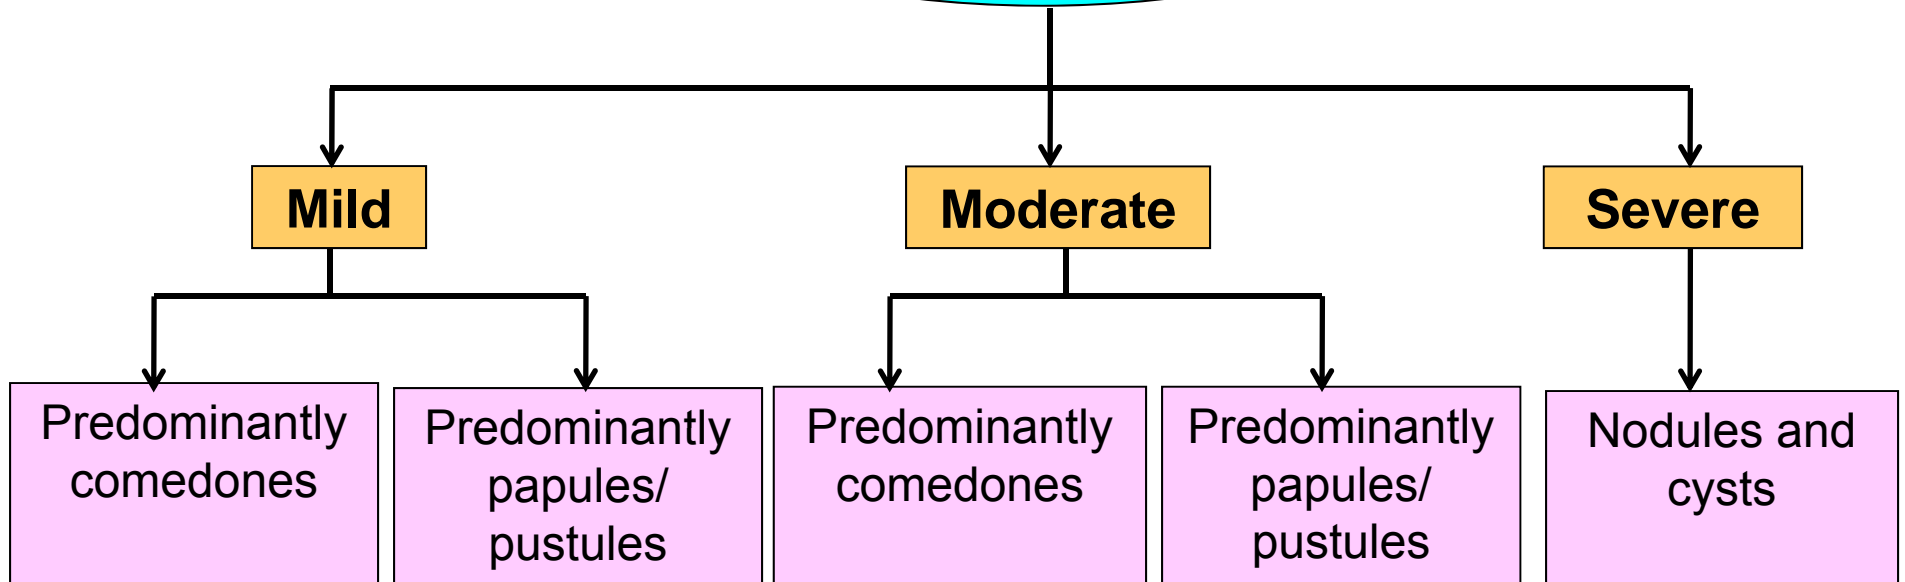 Mild
Moderate
Severe
Predominantly
comedones
Predominantly
papules/
pustules
Predominantly
comedones
Predominantly
papules/
pustules
Nodules and
cysts